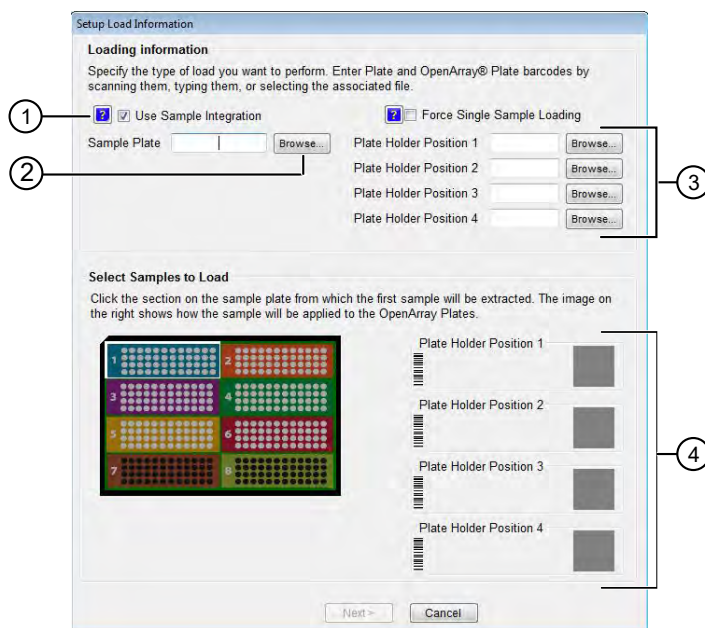 Setup Load Information
Loading information
Specify the type of load you want to perform. Enter Plate and OpenArray® Plate barcodes by
scanning them, typing them, or selecting the associated file.
1
? Use Sample Integration
? Force Single Sample Loading
Sample Plate
Browse...
2
Plate Holder Position 1 Browse...
Plate Holder Position 2 Browse...
Plate Holder Position 3 Browse...
Plate Holder Position 4 Browse...
3
Select Samples to Load
Click the section on the sample plate from which the first sample will be extracted. The image on
the right shows how the sample will be applied to the OpenArray Plates.
1 2
3 4
5 6
7 8
Plate Holder Position 1
Plate Holder Position 2
Plate Holder Position 3
Plate Holder Position 4
4
Next >
Cancel